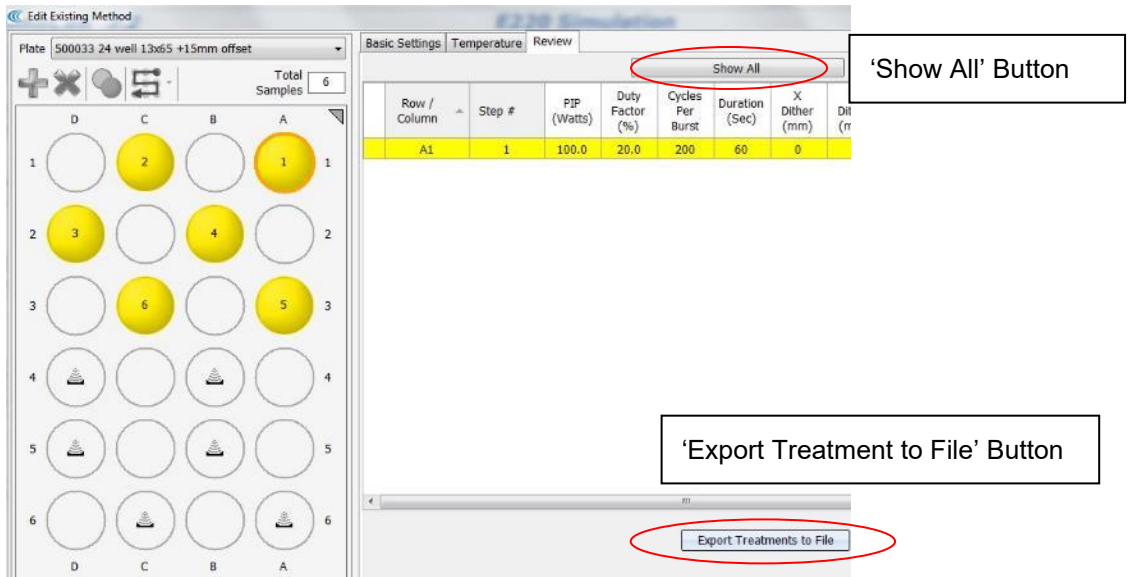 Edit Existing Method
E220 Simulation
Plate 500033 24 well 13x65 +15mm offset
Total Samples 6
D C B A
1 2 1 1
2 3 4 2
3 6 5 3
4 4
5 5
6 6
D C B A
Basic Settings Temperature Review
Show All
Row / Column Step # PIP (Watts) Duty Factor (%) Cycles Per Burst Duration (Sec) X Dither (mm)
A1 1 100.0 20.0 200 60 0
Export Treatments to File
‘Show All’ Button
‘Export Treatment to File’ Button